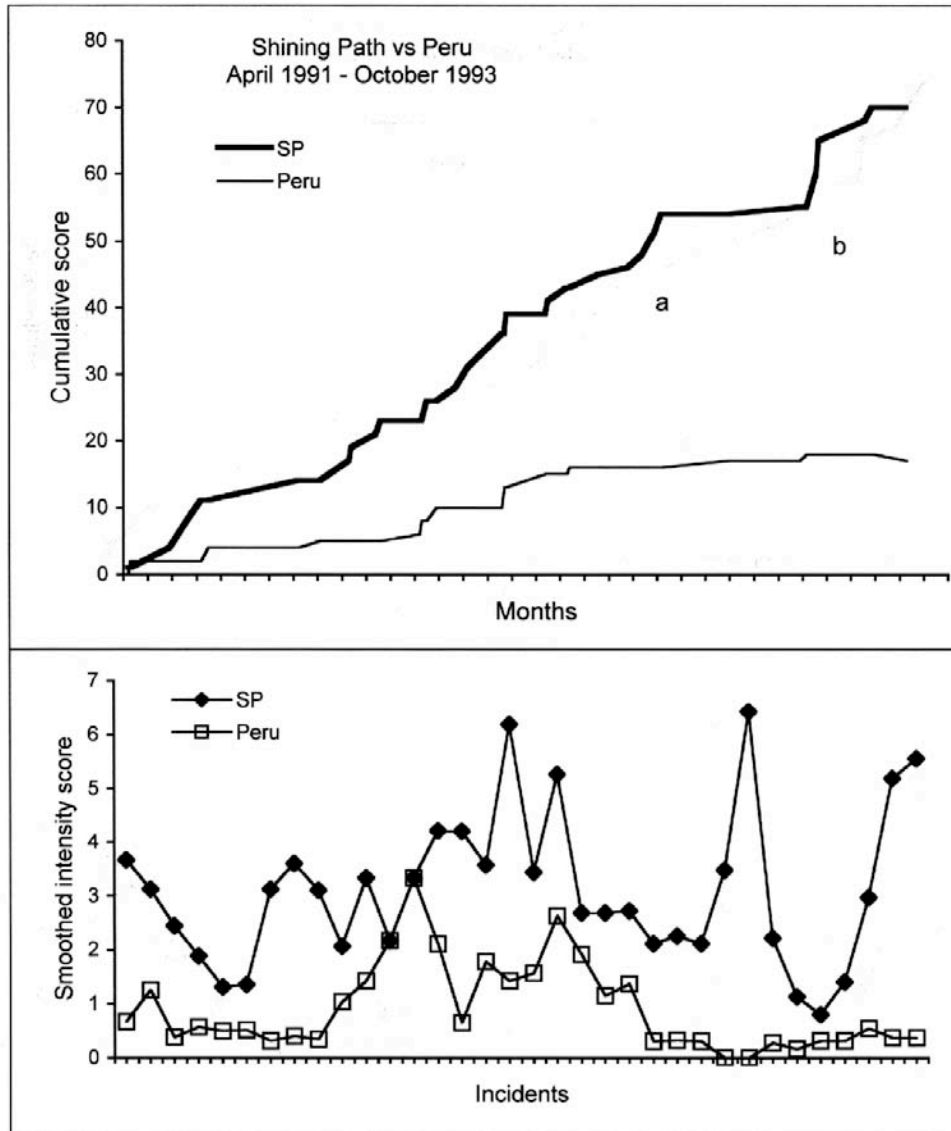 Shining Path vs Peru
April 1991 - October 1993
SP
Peru
Cumulative score
80
70
60
50
40
30
20
10
0
a
b
Months
SP
Peru
Smoothed intensity score
7
6
5
4
3
2
1
0
Incidents